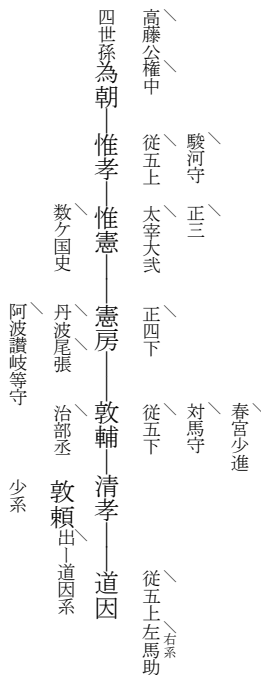 春宮少進
駿河守 正三 対馬守
高藤公権中 従五上 太宰大弐 正四下 従五下 従五上左馬助右系
四世孫為朝―惟孝―惟憲―憲房―敦輔―清孝―道因
数ケ国史 丹波尾張 治部丞 敦頼出―道因系
阿波讃岐等守 少系